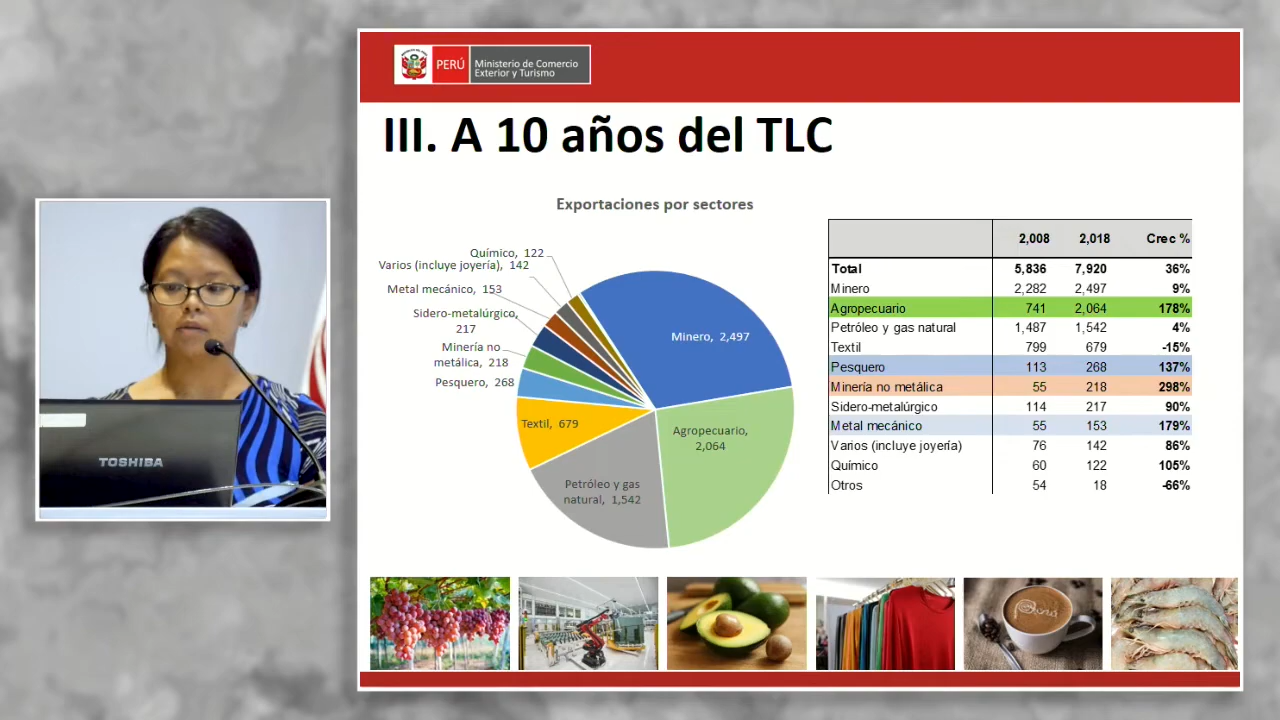 PERÚ
Ministerio de Comercio
Exterior y Turismo
III. A 10 años del TLC
Exportaciones por sectores
Químico, 122
Varios (incluye joyería), 142
Metal mecánico, 153
Sidero-metalúrgico,
217
Minería no
metálica, 218
Pesquero, 268
Textil, 679
Petróleo y gas
natural, 1,542
Agropecuario,
2,064
Minero, 2,497
2,008 2,018 Crec %
Total 5,836 7,920 36%
Minero 2,282 2,497 9%
Agropecuario 741 2,064 178%
Petróleo y gas natural 1,487 1,542 4%
Textil 799 679 -15%
Pesquero 113 268 137%
Minería no metálica 55 218 298%
Sidero-metalúrgico 114 217 90%
Metal mecánico 55 153 179%
Varios (incluye joyería) 76 142 86%
Químico 60 122 105%
Otros 54 18 -66%
TOSHIBA